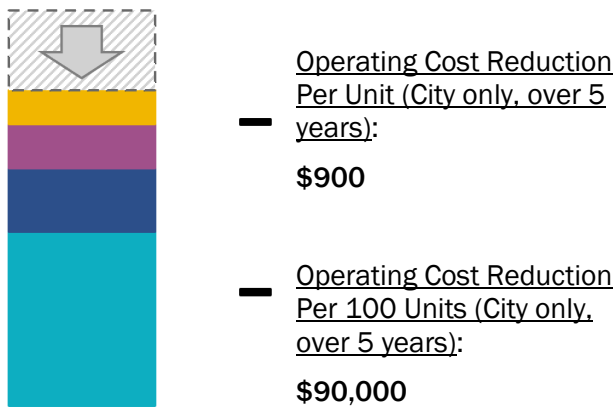 Operating Cost Reduction
Per Unit (City only, over 5
years):
$900
Operating Cost Reduction
Per 100 Units (City only,
over 5 years):
$90,000